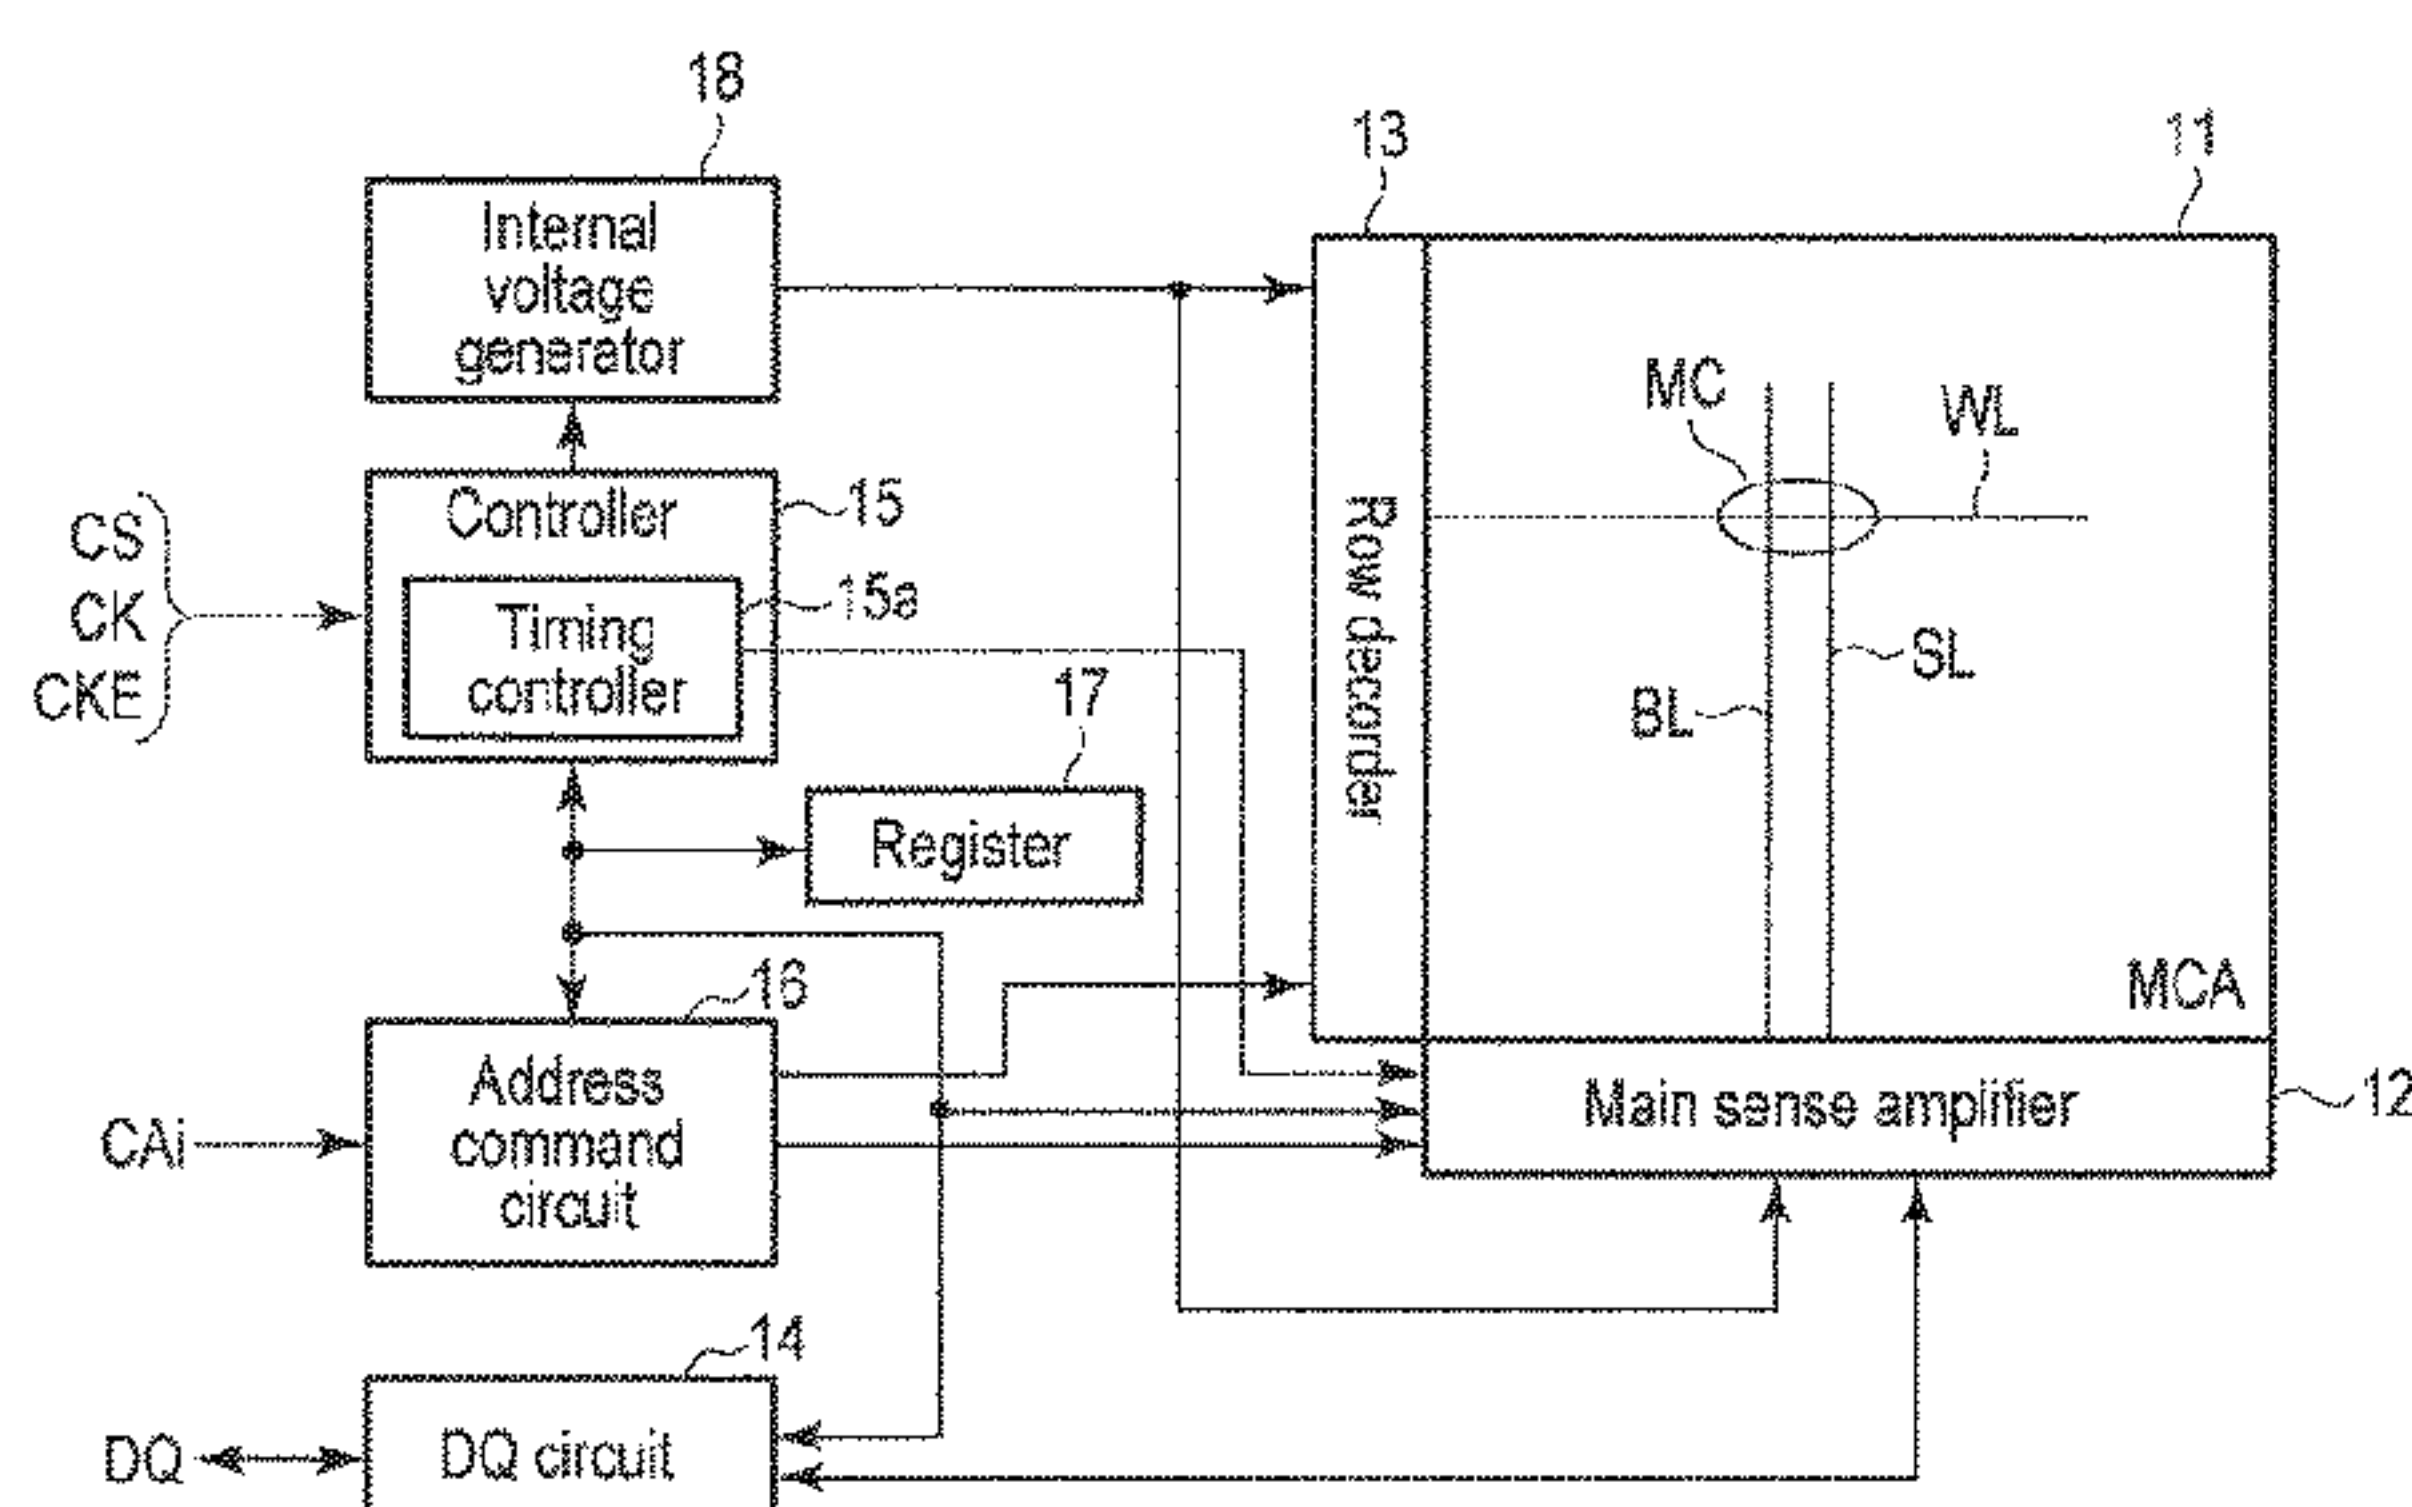 18
13
11
Internal
voltage
generator
MC
WL
Controller
15
CS
CK
CKE
15a
Timing
controller
Row decorder
17
SL
BL
Register
16
MCA
Address
command
circuit
CAi
Main sense amplifier
12
14
DQ
DQ circuit